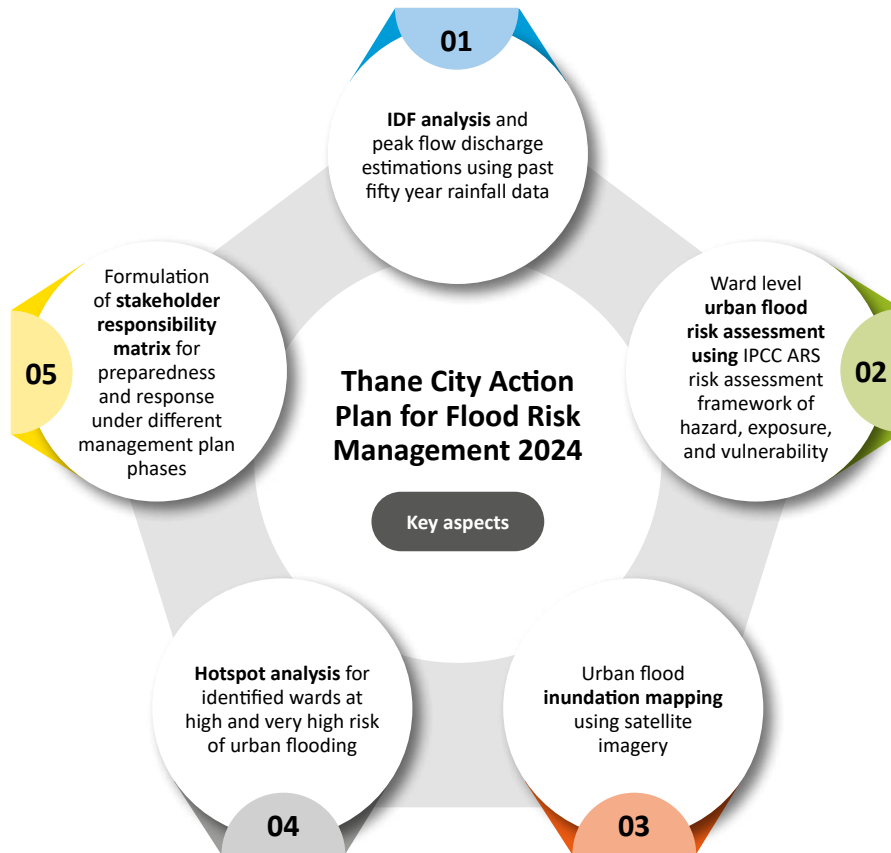 01
IDF analysis and
peak flow discharge
estimations using past
fifty year rainfall data
Ward level
urban flood
risk assessment
using IPCC ARS
risk assessment
framework of
hazard, exposure,
and vulnerability
02
Urban flood
inundation mapping
using satellite
imagery
03
Hotspot analysis for
identified wards at
high and very high risk
of urban flooding
04
Formulation
of stakeholder
responsibility
matrix for
preparedness
and response
under different
management plan
phases
05
Thane City Action
Plan for Flood Risk
Management 2024
Key aspects